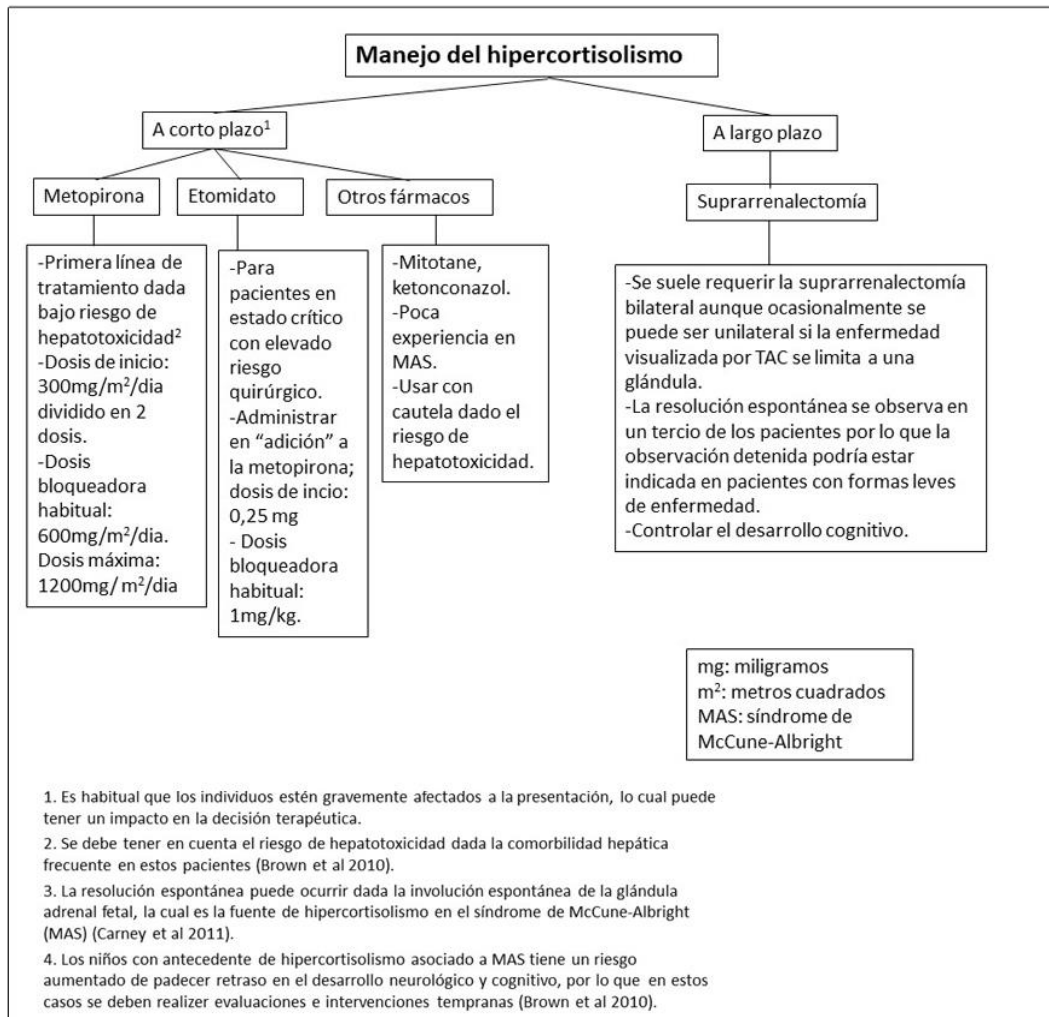 Manejo del hipercortisolismo
A corto plazo¹
A largo plazo
Metopirona
Etomidato
Otros fármacos
Suprarrenalectomía
-Primera línea de
tratamiento dada
bajo riesgo de
hepatotoxicidad²
-Dosis de inicio:
300mg/m²/dia
dividido en 2
dosis.
-Dosis
bloqueadora
habitual:
600mg/m²/dia.
Dosis máxima:
1200mg/ m²/dia
-Para
pacientes en
estado crítico
con elevado
riesgo
quirúrgico.
-Administrar
en “adición” a
la metopirona;
dosis de incio:
0,25 mg
- Dosis
bloqueadora
habitual:
1mg/kg.
-Mitotane,
ketonconazol.
-Poca
experiencia en
MAS.
-Usar con
cautela dado el
riesgo de
hepatotoxicidad.
-Se suele requerir la suprarrenalectomía
bilateral aunque ocasionalmente se
puede ser unilateral si la enfermedad
visualizada por TAC se limita a una
glándula.
-La resolución espontánea se observa en
un tercio de los pacientes por lo que la
observación detenida podría estar
indicada en pacientes con formas leves
de enfermedad.
-Controlar el desarrollo cognitivo.
mg: miligramos
m²: metros cuadrados
MAS: síndrome de
McCune-Albright
1. Es habitual que los individuos estén gravemente afectados a la presentación, lo cual puede
tener un impacto en la decisión terapéutica.
2. Se debe tener en cuenta el riesgo de hepatotoxicidad dada la comorbilidad hepática
frecuente en estos pacientes (Brown et al 2010).
3. La resolución espontánea puede ocurrir dada la involución espontánea de la glándula
adrenal fetal, la cual es la fuente de hipercortisolismo en el síndrome de McCune-Albright
(MAS) (Carney et al 2011).
4. Los niños con antecedente de hipercortisolismo asociado a MAS tiene un riesgo
aumentado de padecer retraso en el desarrollo neurológico y cognitivo, por lo que en estos
casos se deben realizer evaluaciones e intervenciones tempranas (Brown et al 2010).